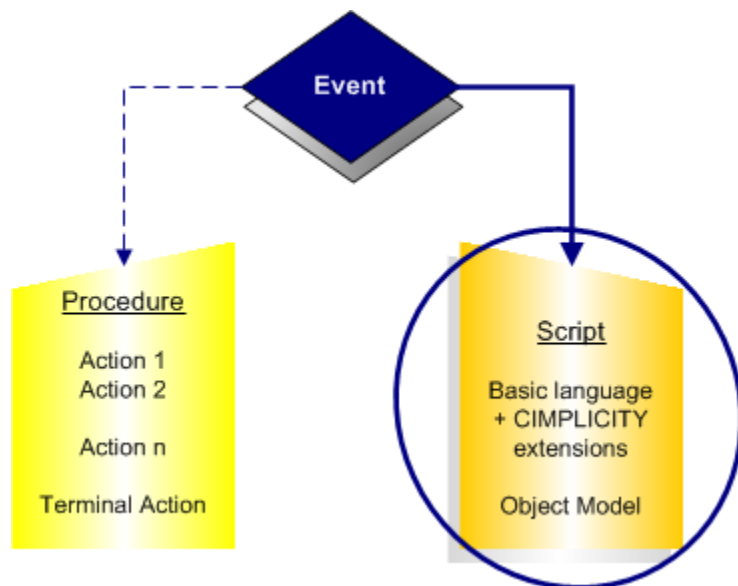 Event
Procedure
Action 1
Action 2
Action n
Terminal Action
Script
Basic language
+ CIMPLICITY
extensions
Object Model